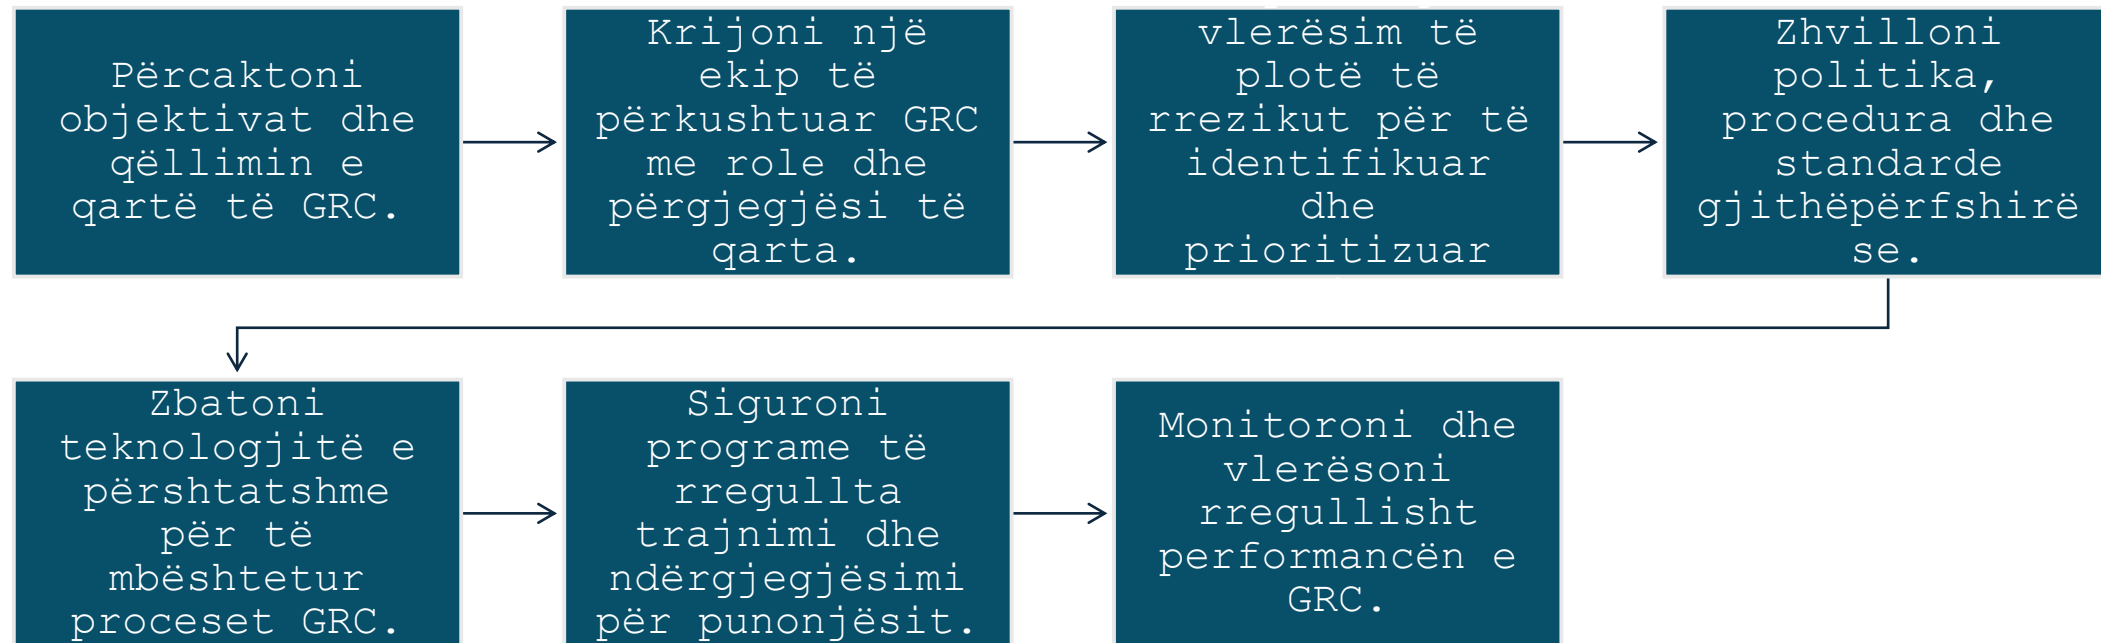 Përcaktoni
objektivat dhe
qëllimin e
qartë të GRC.
Krijoni një
ekip të
përkushtuar GRC
me role dhe
përgjegjësi të
qarta.
vlerësim të
plotë të
rrezikut për të
identifikuar
dhe
prioritizuar
Zhvilloni
politika,
procedura dhe
standarde
gjithëpërfshirë
se.
Zbatoni
teknologjitë e
përshtatshme
për të
mbështetur
proceset GRC.
Siguroni
programe të
rregullta
trajnimi dhe
ndërgjegjësimi
për punonjësit.
Monitoroni dhe
vlerësoni
rregullisht
performancën e
GRC.